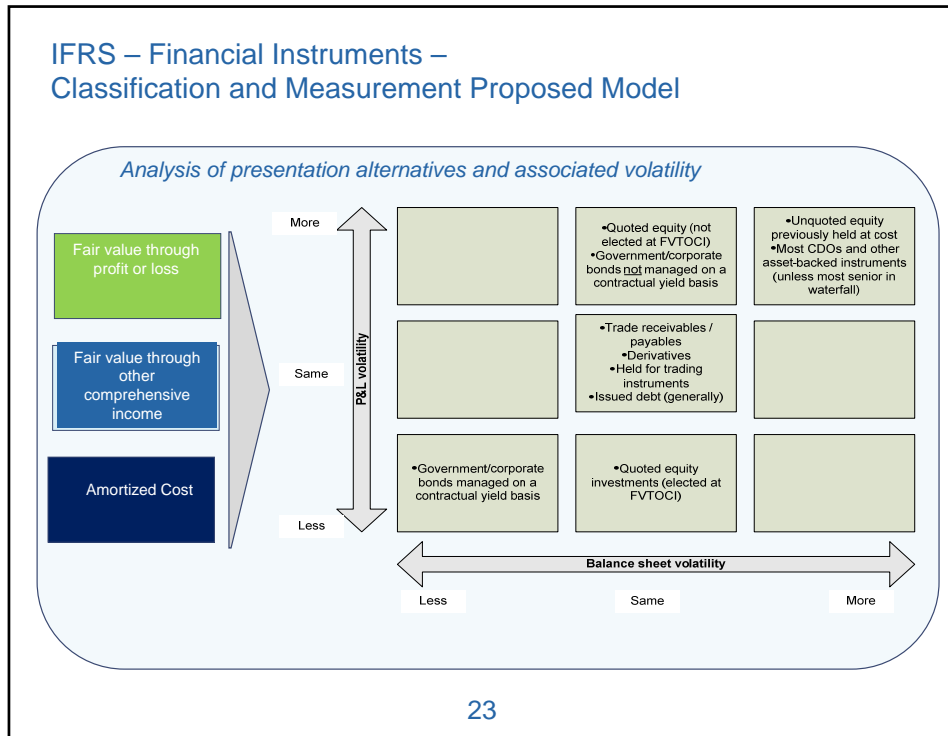 IFRS – Financial Instruments –
Classification and Measurement Proposed Model
Analysis of presentation alternatives and associated volatility
Fair value through
profit or loss
Fair value through
other
comprehensive
income
Amortized Cost
More
Same
Less
P&L volatility
•Quoted equity (not
elected at FVTOCI)
•Government/corporate
bonds not managed on a
contractual yield basis
•Unquoted equity
previously held at cost
•Most CDOs and other
asset-backed instruments
(unless most senior in
waterfall)
•Trade receivables /
payables
•Derivatives
•Held for trading
instruments
•Issued debt (generally)
•Government/corporate
bonds managed on a
contractual yield basis
•Quoted equity
investments (elected at
FVTOCI)
Balance sheet volatility
Less
Same
More
23